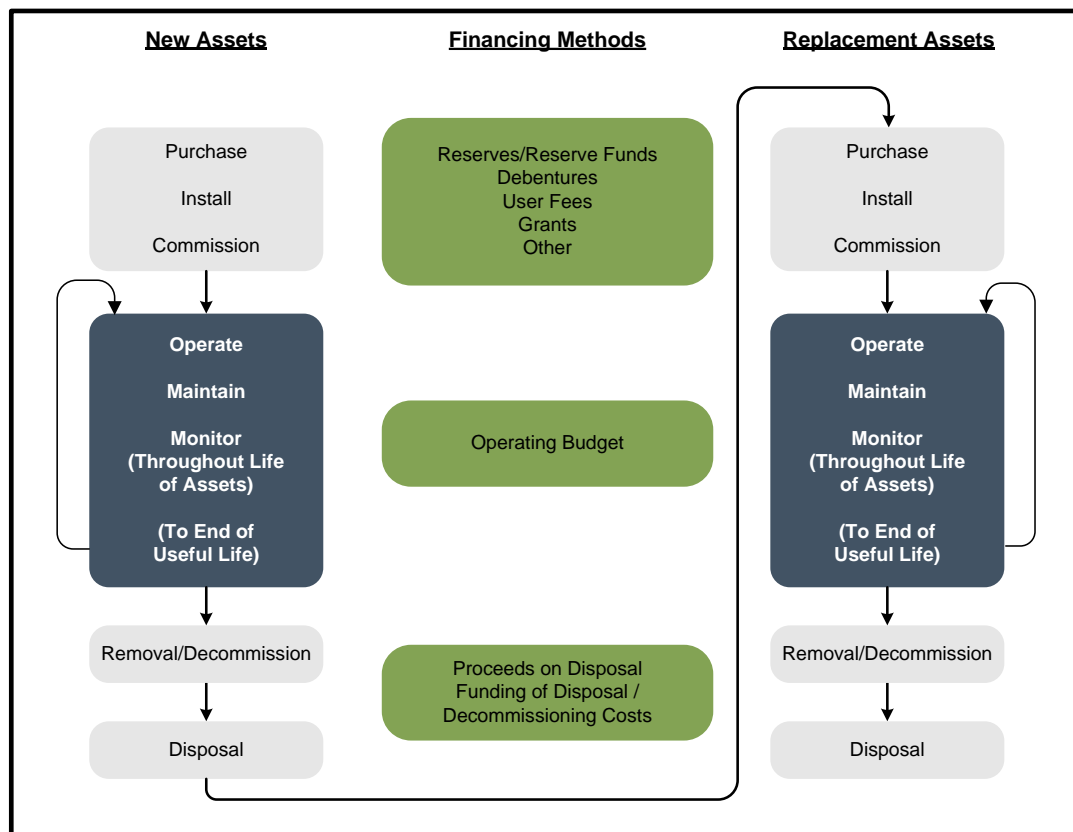 New Assets
Purchase
Install
Commission
Operate
Maintain
Monitor
(Throughout Life
of Assets)
(To End of
Useful Life)
Removal/Decommission
Disposal
Financing Methods
Reserves/Reserve Funds
Debentures
User Fees
Grants
Other
Operating Budget
Proceeds on Disposal
Funding of Disposal /
Decommissioning Costs
Replacement Assets
Purchase
Install
Commission
Operate
Maintain
Monitor
(Throughout Life
of Assets)
(To End of
Useful Life)
Removal/Decommission
Disposal